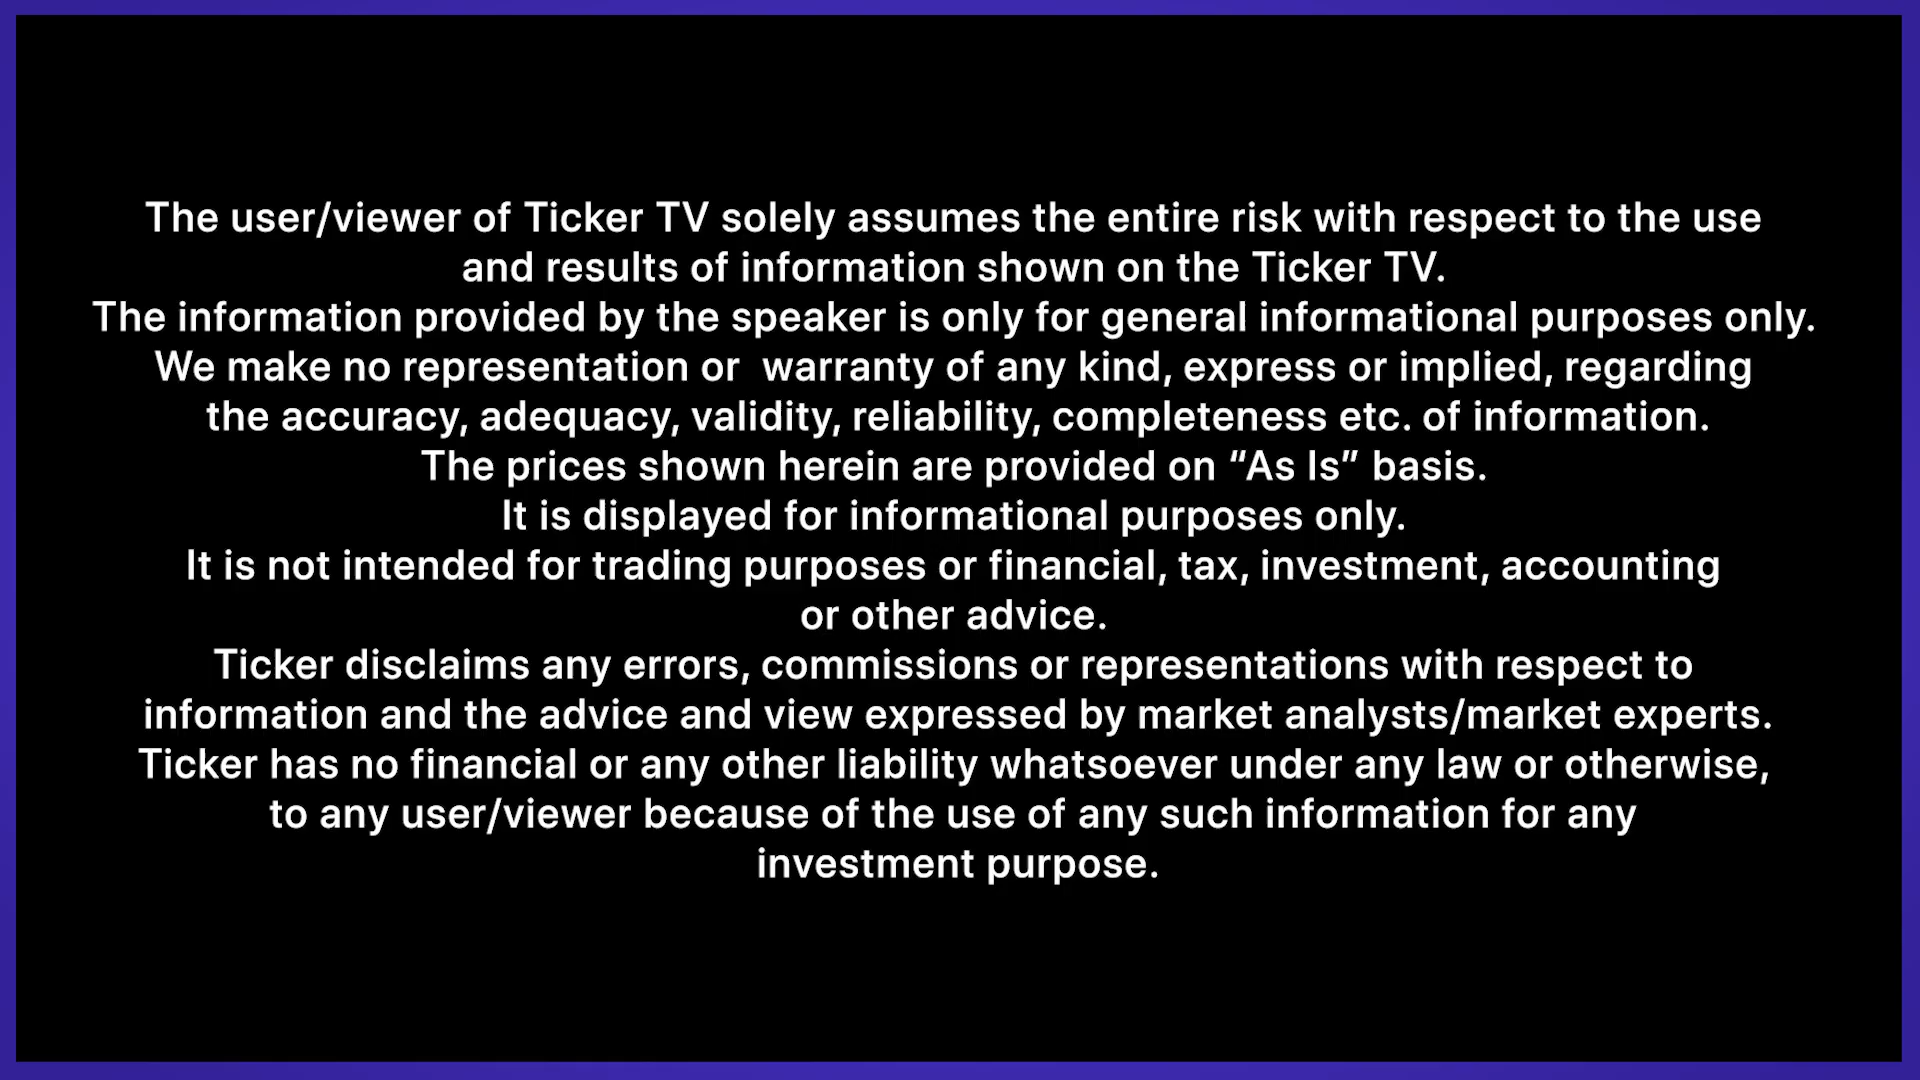 The user/viewer of Ticker TV solely assumes the entire risk with respect to the use
and results of information shown on the Ticker TV.
The information provided by the speaker is only for general informational purposes only.
We make no representation or  warranty of any kind, express or implied, regarding
the accuracy, adequacy, validity, reliability, completeness etc. of information.
The prices shown herein are provided on “As Is” basis.
It is displayed for informational purposes only.
It is not intended for trading purposes or financial, tax, investment, accounting
or other advice.
Ticker disclaims any errors, commissions or representations with respect to
information and the advice and view expressed by market analysts/market experts.
Ticker has no financial or any other liability whatsoever under any law or otherwise,
to any user/viewer because of the use of any such information for any
investment purpose.